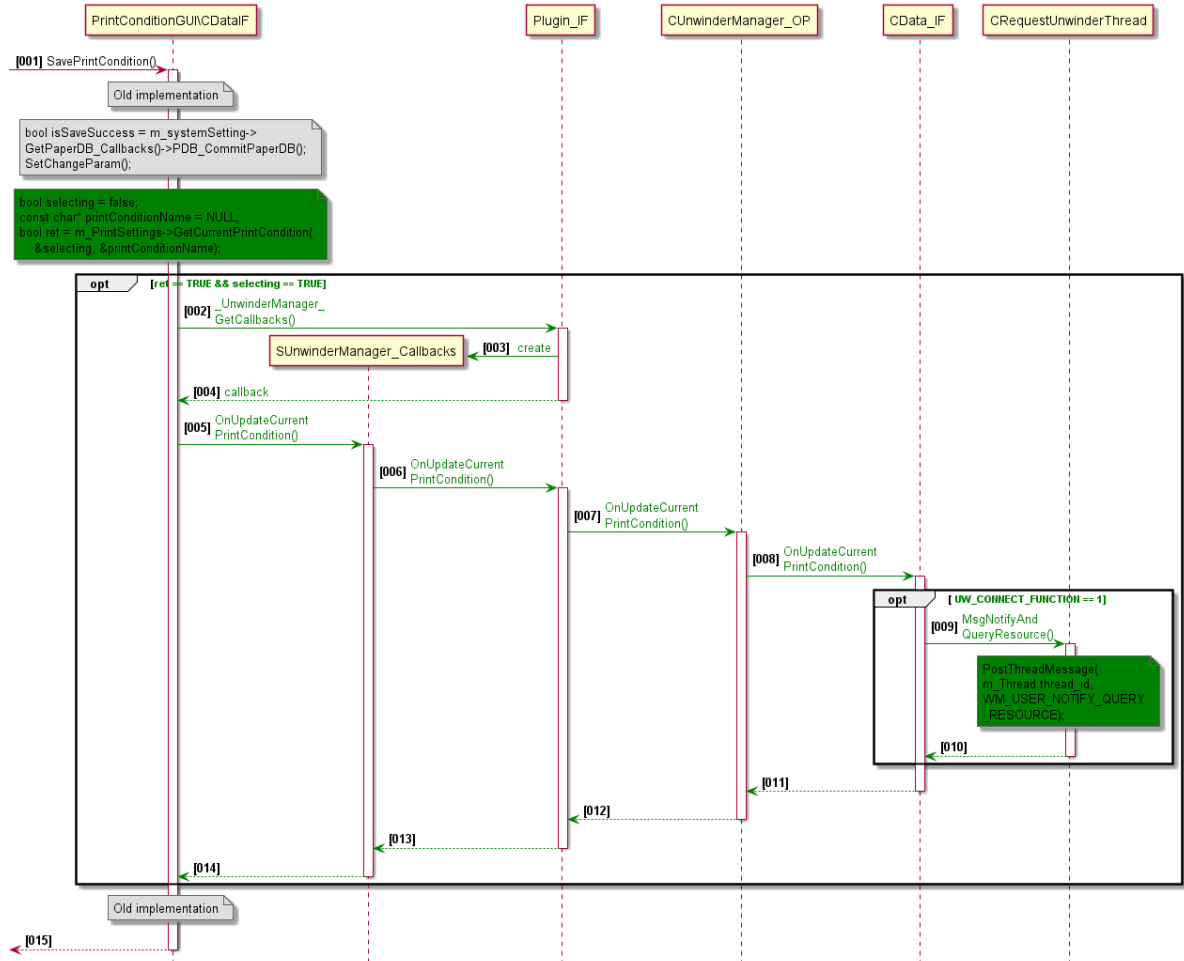 PrintConditionGUI\CDataIF
Plugin_IF
CUnwinderManager_OP
CData_IF
CRequestUnwinderThread
[001] SavePrintCondition()
Old implementation
bool isSaveSuccess = m_systemSetting->
GetPaperDB_Callbacks()->PDB_CommitPaperDB();
SetChangeParam();
bool selecting = false;
const char* printConditionName = NULL;
bool ret = m_PrintSettings->GetCurrentPrintCondition(
&selecting, &printConditionName);
opt
[ret == TRUE && selecting == TRUE]
[002] _UnwinderManager_
GetCallbacks()
SUnwinderManager_Callbacks
[003] create
[004] callback
[005] OnUpdateCurrent
PrintCondition()
[006] OnUpdateCurrent
PrintCondition()
[007] OnUpdateCurrent
PrintCondition()
[008] OnUpdateCurrent
PrintCondition()
opt
[ UW_CONNECT_FUNCTION == 1]
[009] MsgNotifyAnd
QueryResource()
PostThreadMessage(
m_Thread.thread_id,
WM_USER_NOTIFY_QUERY
_RESOURCE);
[010]
[011]
[012]
[013]
[014]
Old implementation
[015]